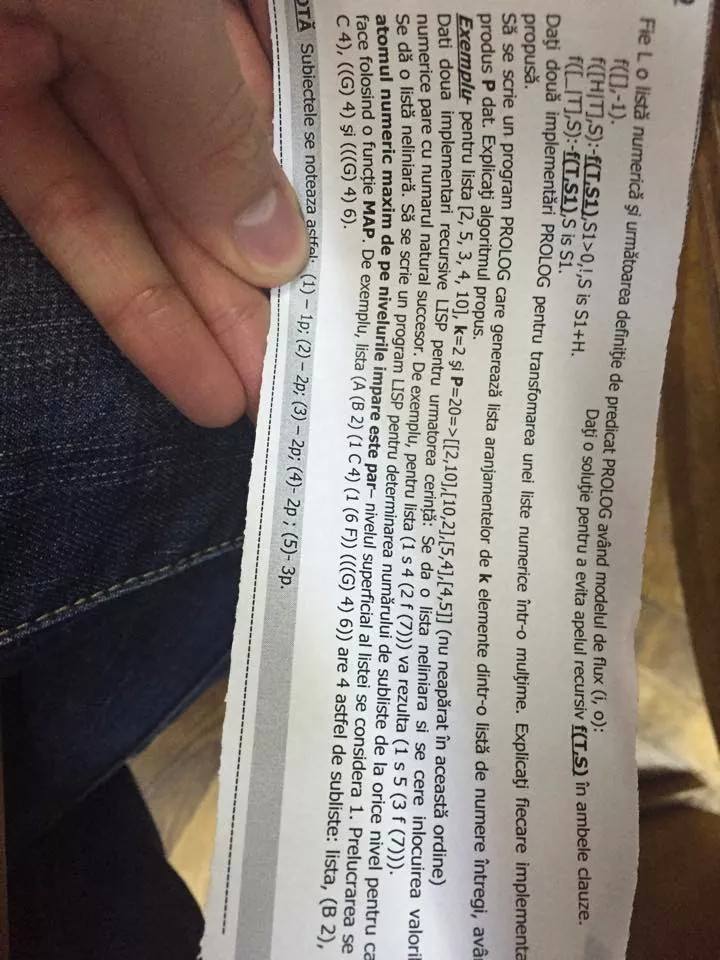 Fie L o listă numerică şi următoarea definiţie de predicat PROLOG având modelul de flux (i, o):
f([],-1).
f([H|T],S):-f(T,S1),S1>0,!,S is S1+H.
Daţi o soluţie pentru a evita apelul recursiv f(T,S) în ambele clauze.
f([_|T],S):-f(T,S1),S is S1.
Daţi două implementări PROLOG pentru transfomarea unei liste numerice într-o mulţime. Explicaţi fiecare implementa
propusă.
Să se scrie un program PROLOG care generează lista aranjamentelor de k elemente dintr-o listă de numere întregi, avâ
produs P dat. Explicaţi algoritmul propus.
Exemplu- pentru lista [2, 5, 3, 4, 10], k=2 şi P=20=>[[2,10],[10,2],[5,4],[4,5]] (nu neapărat în această ordine)
Dati doua implementari recursive LISP pentru urmatorea cerinţă: Se da o lista neliniara si se cere inlocuirea valoril
numerice pare cu numarul natural succesor. De exemplu, pentru lista (1 s 4 (2 f (7))) va rezulta (1 s 5 (3 f (7))).
Se dă o listă neliniară. Să se scrie un program LISP pentru determinarea numărului de subliste de la orice nivel pentru ca
atomul numeric maxim de pe nivelurile impare este par– nivelul superficial al listei se considera 1. Prelucrarea se
face folosind o funcţie MAP. De exemplu, lista (A (B 2) (1 C 4) (1 (6 F)) (((G) 4) 6)) are 4 astfel de subliste: lista, (B 2),
C 4), ((G) 4) şi (((G) 4) 6).
OTĂ Subiectele se noteaza astfel: (1) – 1p; (2) – 2p; (3) – 2p; (4)- 2p ; (5)- 3p.